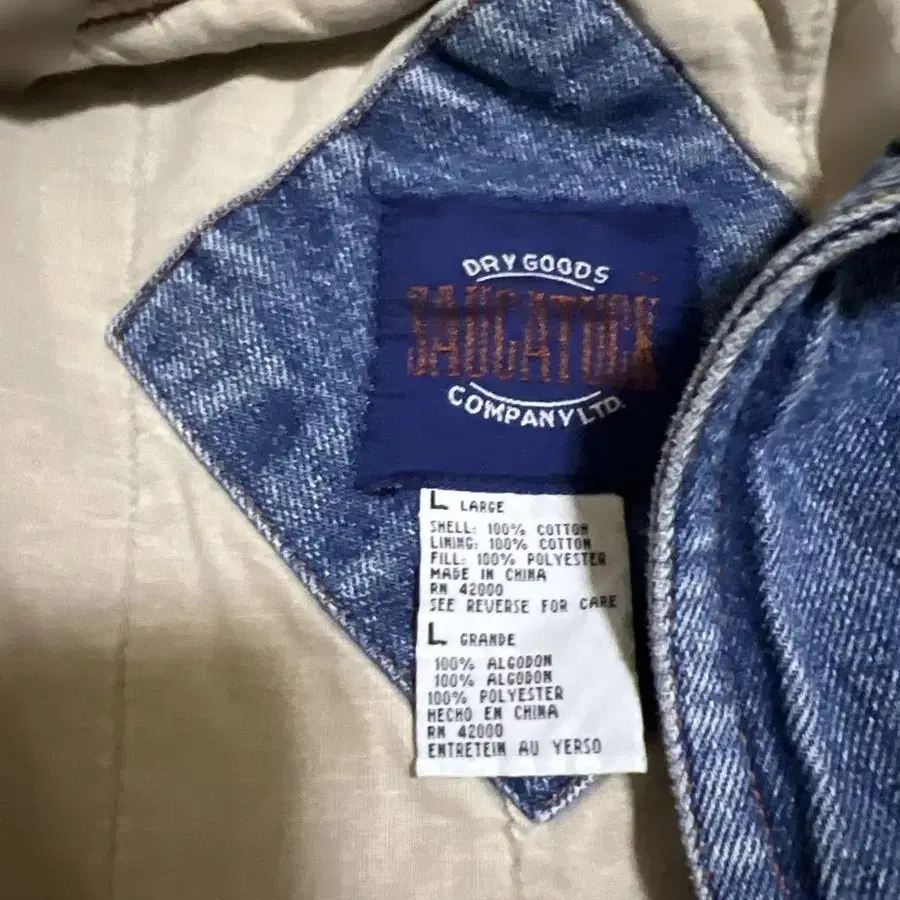 DRY GOODS
SAUGATUCK
COMPANY LTD.
L LARGE
SHELL: 100% COTTON
LINING: 100% COTTON
FILL: 100% POLYESTER
MADE IN CHINA
RN 42000
SEE REVERSE FOR CARE
L GRANDE
100% ALGODON
100% ALGODON
100% POLYESTER
HECHO EN CHINA
RN 42000
ENTRETEIN AU YERSO